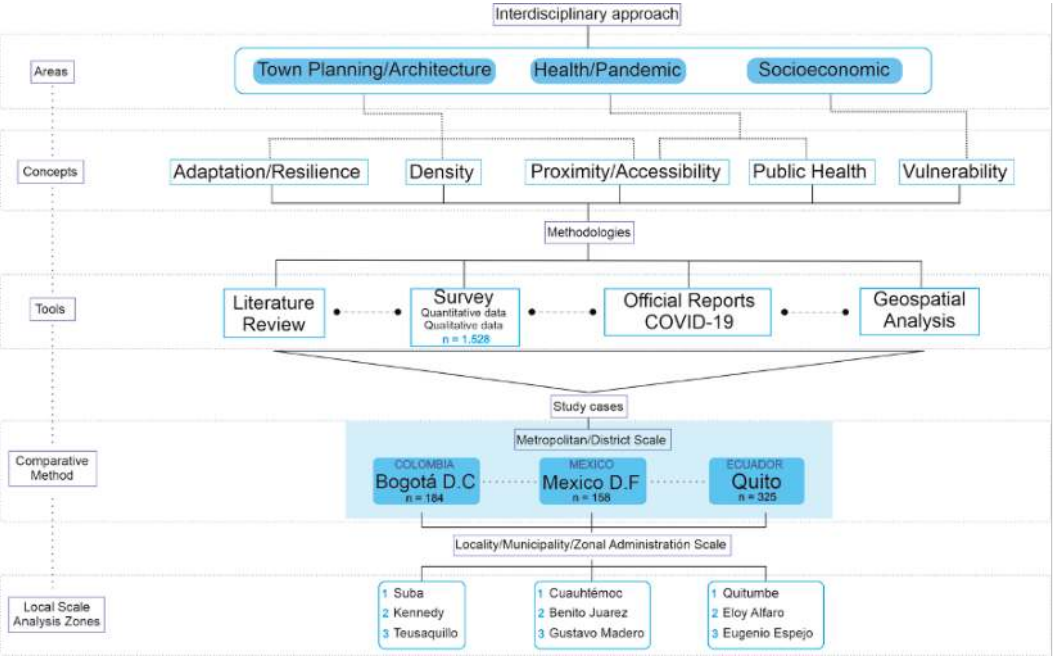 Interdisciplinary approach
Areas
Town Planning/Architecture
Health/Pandemic
Socioeconomic
Concepts
Adaptation/Resilience
Density
Proximity/Accessibility
Public Health
Vulnerability
Methodologies
Tools
Literature
Review
Survey
Quantitative data
Qualitative data
n = 1.528
Official Reports
COVID-19
Geospatial
Analysis
Study cases
Metropolitan/District Scale
Comparative
Method
COLOMBIA
Bogotá D.C
n = 184
MEXICO
Mexico D.F
n = 158
ECUADOR
Quito
n = 325
Locality/Municipality/Zonal Administratión Scale
Local Scale
Analysis Zones
1 Suba
2 Kennedy
3 Teusaquillo
1 Cuauhtémoc
2 Benito Juarez
3 Gustavo Madero
1 Quitumbe
2 Eloy Alfaro
3 Eugenio Espejo